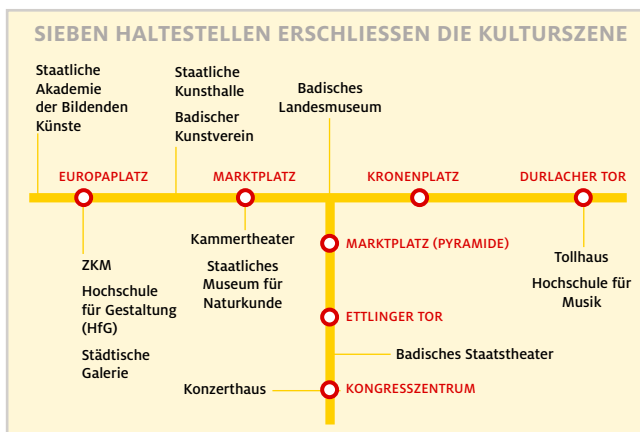 SIEBEN HALTESTELLEN ERSCHLIESSEN DIE KULTURSZENE
Staatliche
Akademie
der Bildenden
Künste
Staatliche
Kunsthalle
Badischer
Kunstverein
Badisches
Landesmuseum
EUROPAPLATZ
MARKTPLATZ
KRONENPLATZ
DURLACHER TOR
ZKM
Hochschule
für Gestaltung
(HfG)
Städtische
Galerie
Kammertheater
Staatliches
Museum für
Naturkunde
MARKTPLATZ (PYRAMIDE)
Tollhaus
Hochschule für
Musik
ETTLINGER TOR
Badisches Staatstheater
Konzerthaus
KONGRESSZENTRUM